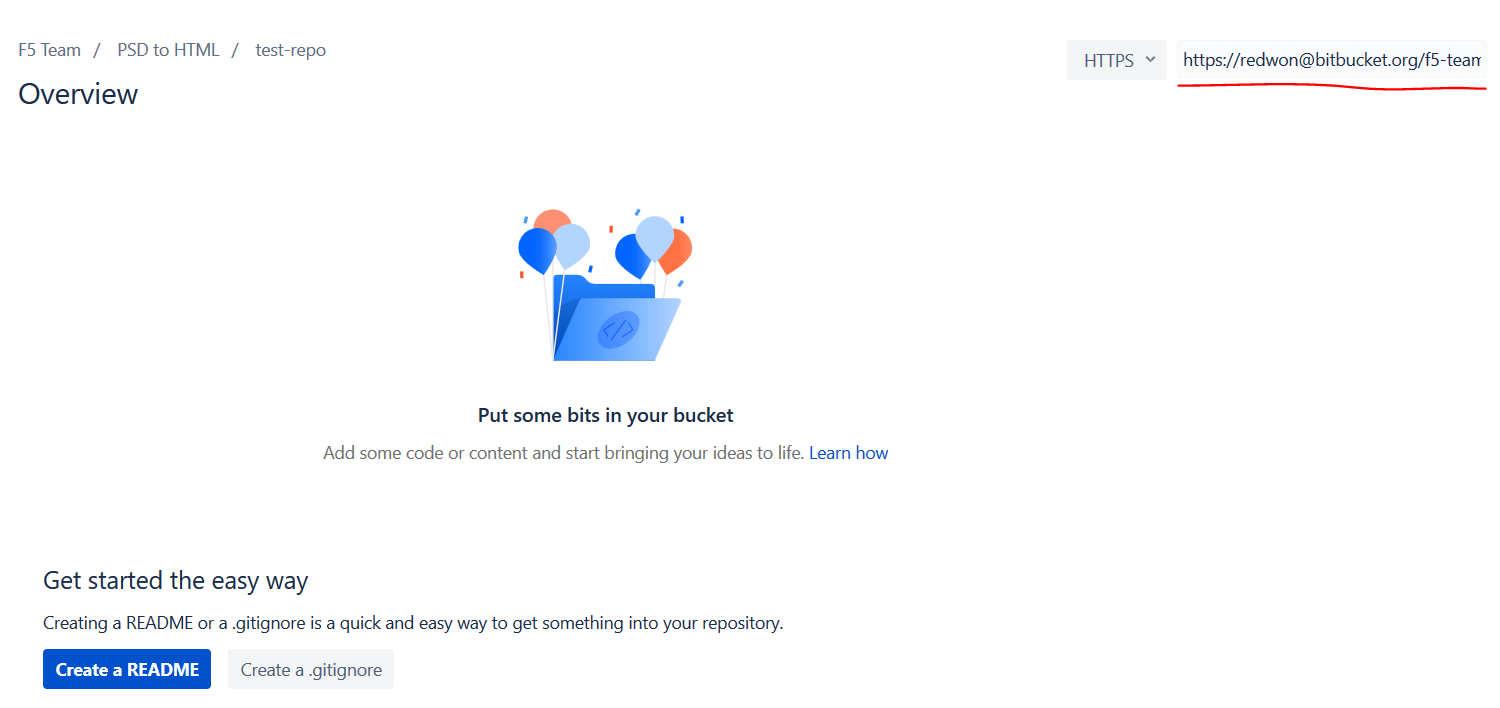 F5 Team / PSD to HTML / test-repo
HTTPS
https://redwon@bitbucket.org/f5-team
Overview
</>
Put some bits in your bucket
Add some code or content and start bringing your ideas to life. Learn how
Get started the easy way
Creating a README or a .gitignore is a quick and easy way to get something into your repository.
Create a README
Create a .gitignore